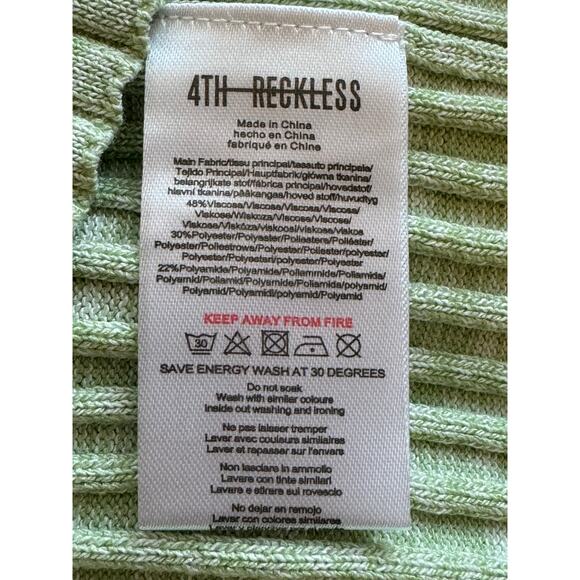 4TH RECKLESS
Made in China
hecho en China
fabriqué en Chine
Main Fabric/tissu principal/tessuto principale/
Tejido Principal/Hauptfabrik/główna tkanina/
belangrijkste stof/fábrica principal/hovedstof/
hlavní tkanina/pääkangas/hoved stoff/huvudtyg
48%Viscose/Viscose/Viscosa/Viscosa/
Viskose/Wiskoza/Viscose/Viscose/
Viskose/Viskóza/viskoosi/viskose/viskos
30%Polyester/Polyester/Poliestere/Poliéster/
Polyester/Poliestrowa/Polyester/poliéster/Polyester/
Polyester/polyesteri/polyester/Polyester
22%Polyamide/Polyamide/Poliammide/Poliamida/
Polyamid/Poliamid/Polyamide/Poliamida/Polyamid/
Polyamid/Polyamidi/polyamid/Polyamid
KEEP AWAY FROM FIRE
30
SAVE ENERGY WASH AT 30 DEGREES
Do not soak
Wash with similar colours
Inside out washing and ironing
Ne pas laisser tremper
Laver avec couleurs similaires
Laver et repasser sur l'envers
Non lasciare in ammollo
Lavare con tinte similari
Lavare e stirare sul rovescio
No dejar en remojo
Lavar con colores similares